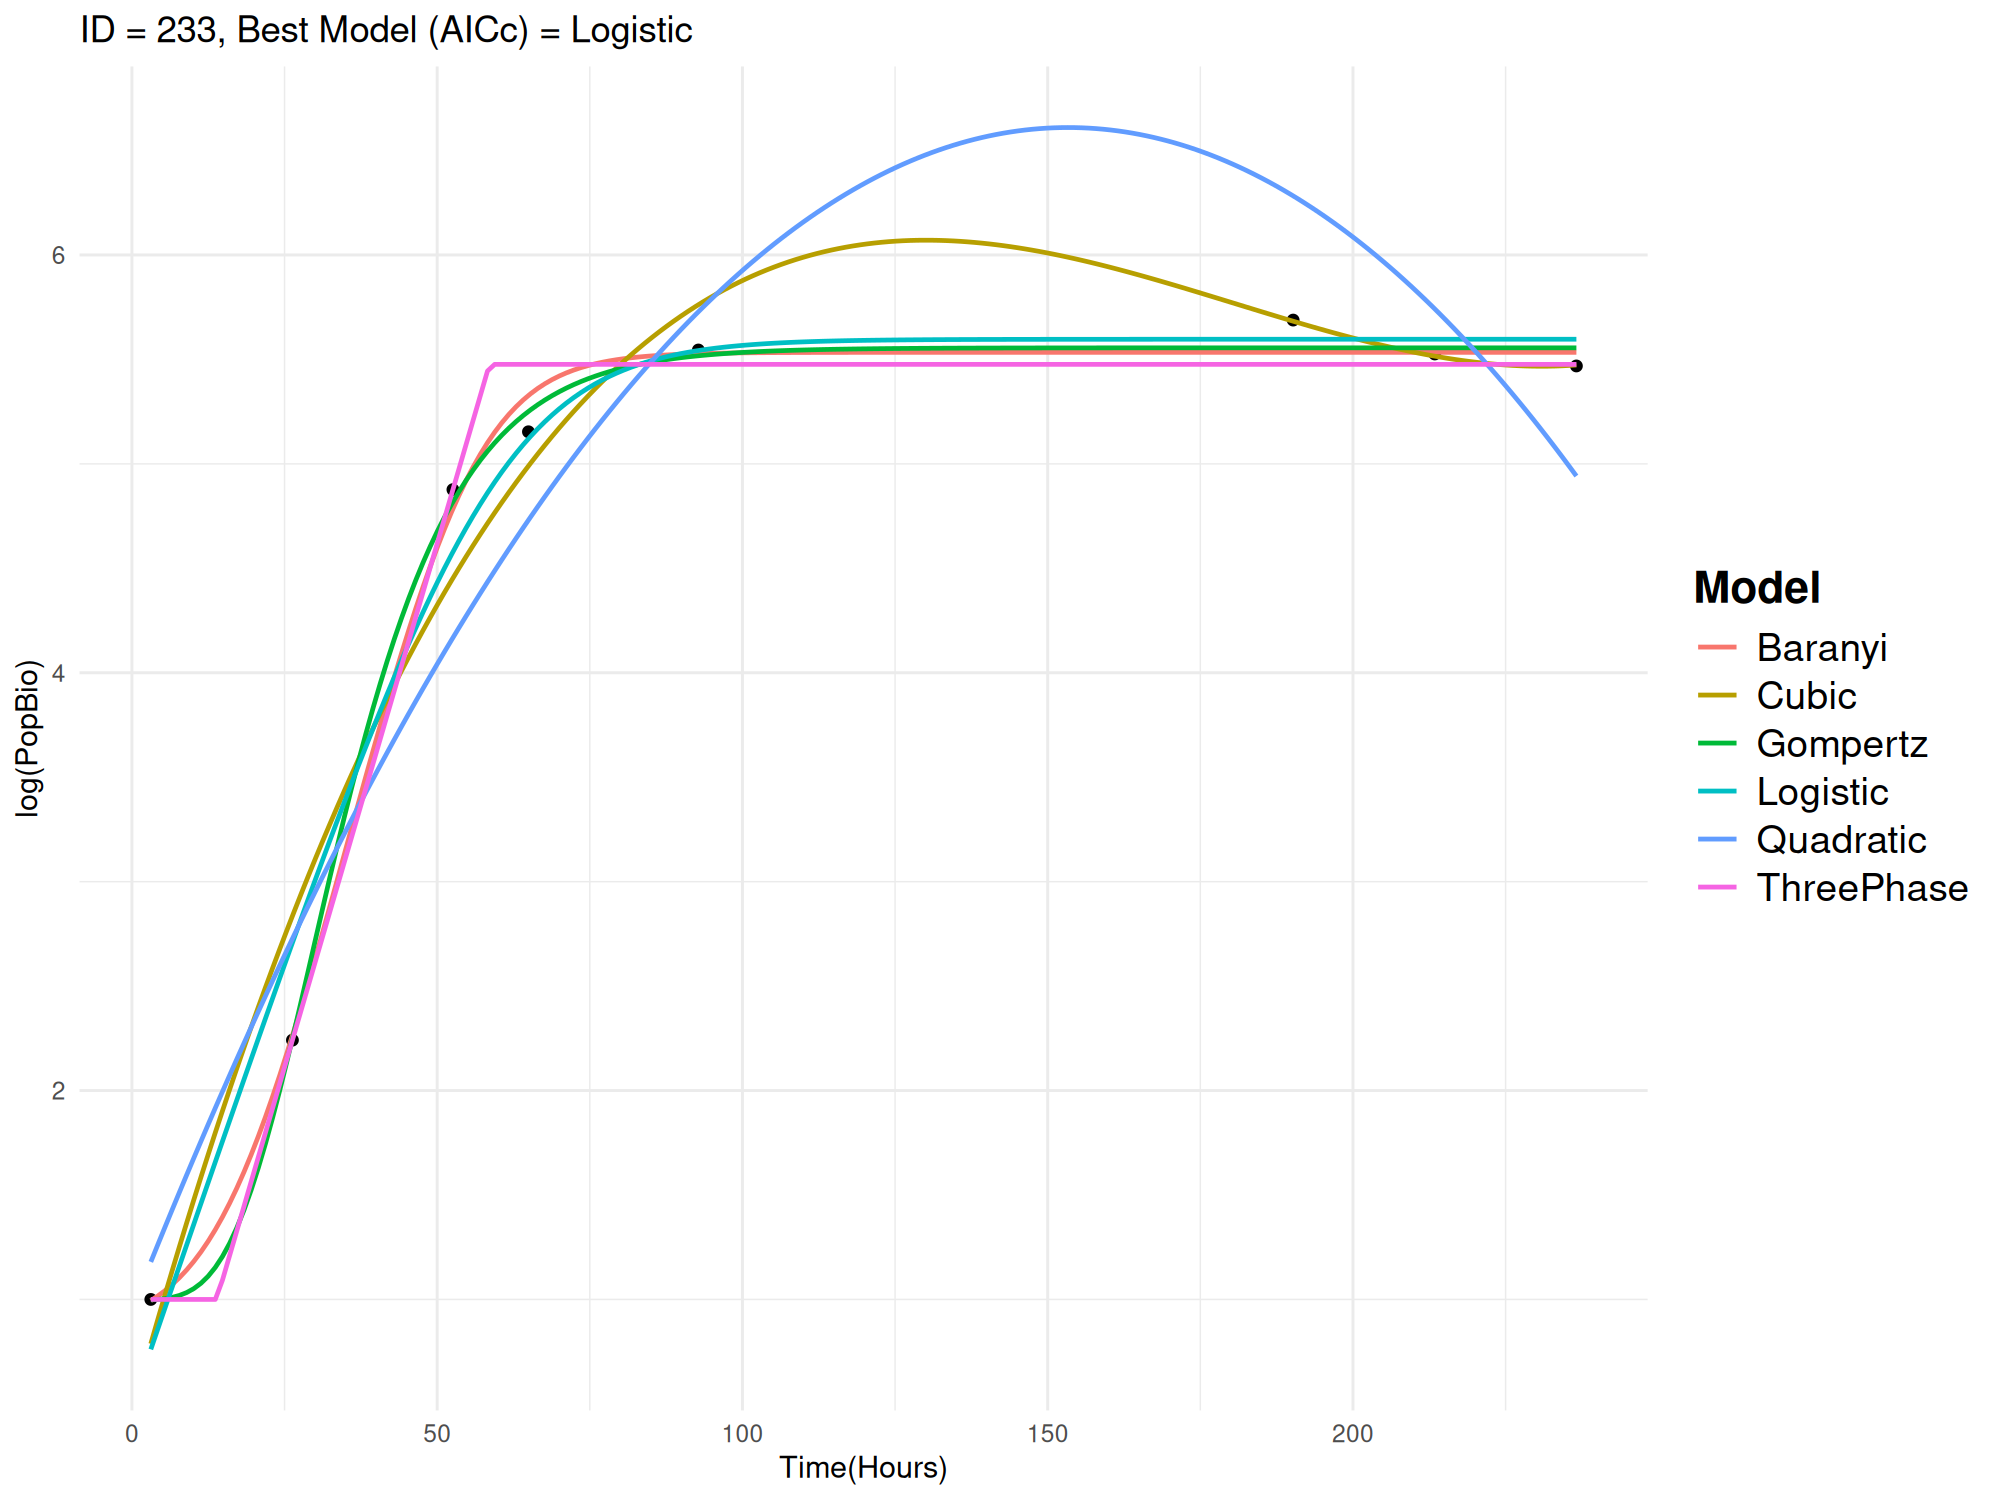 ID = 233, Best Model (AICc) = Logistic
6
4
2
log(PopBio)
0 50 100 150 200
Time(Hours)
Model
Baranyi
Cubic
Gompertz
Logistic
Quadratic
ThreePhase